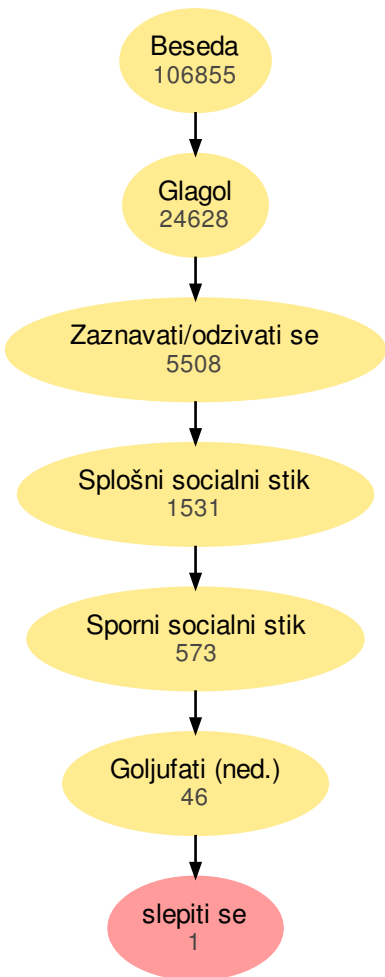 Beseda
106855
Glagol
24628
Zaznavati/odzivati se
5508
Splošni socialni stik
1531
Sporni socialni stik
573
Goljufati (ned.)
46
slepiti se
1